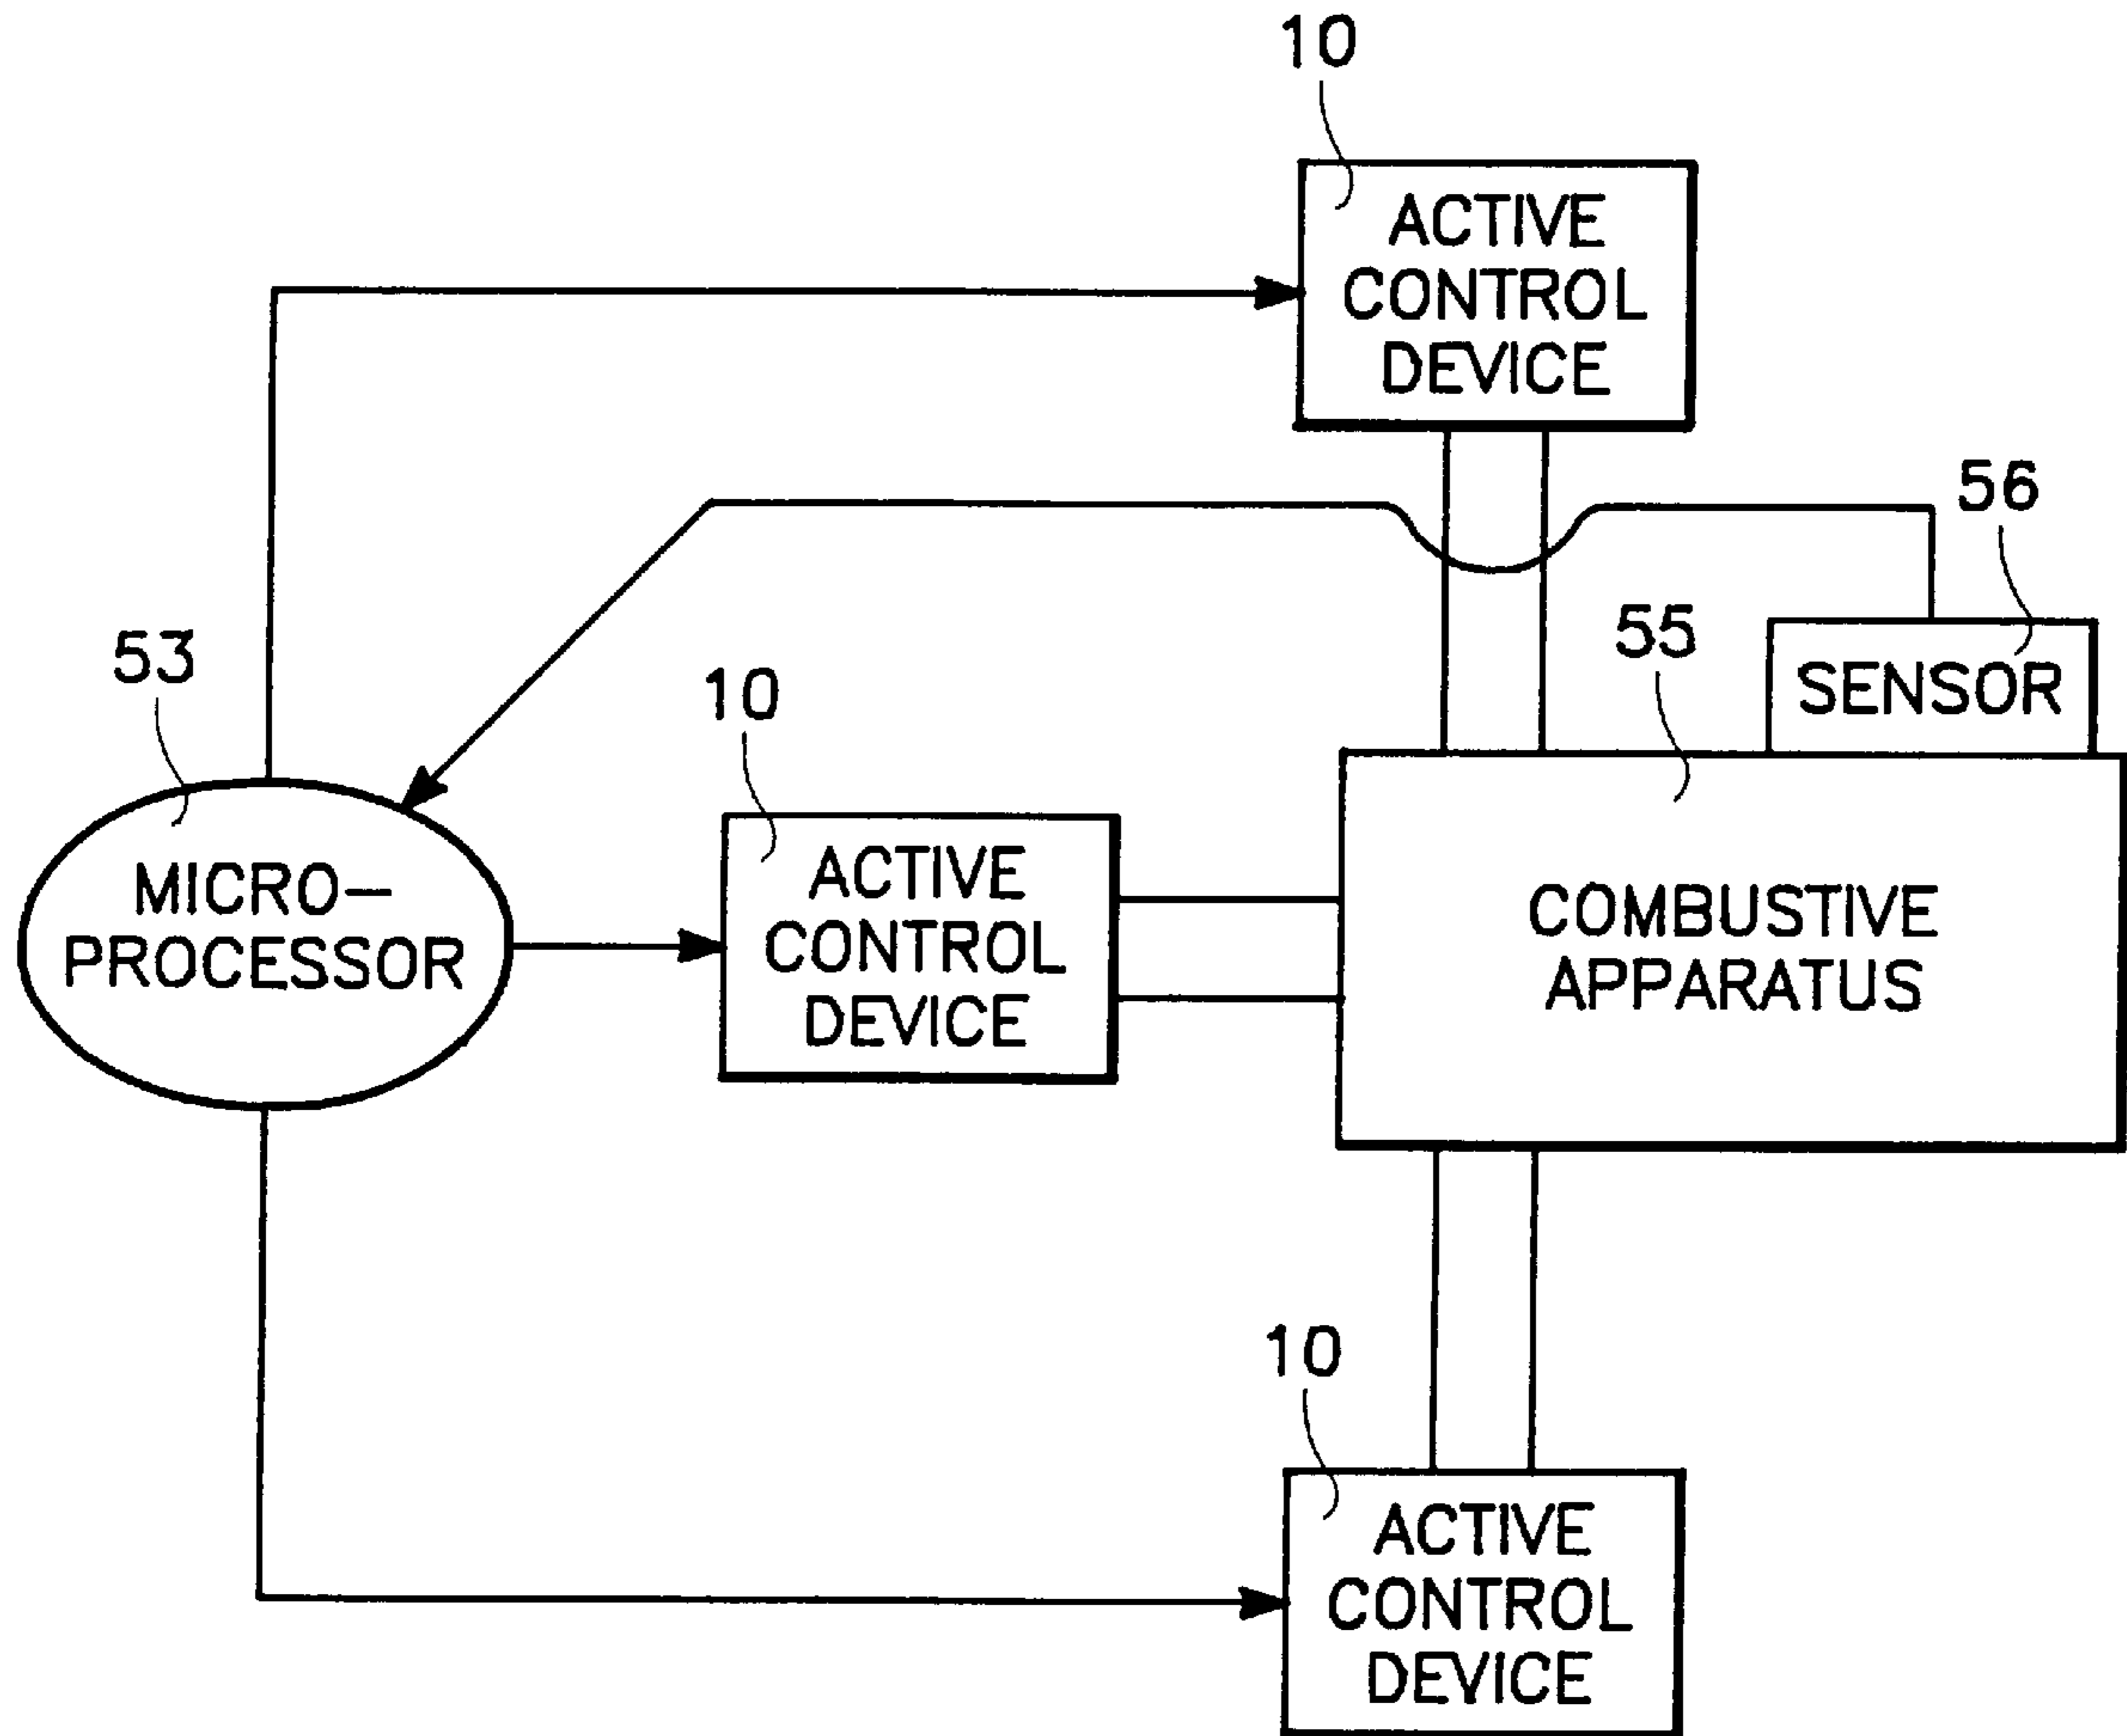 10
ACTIVE
CONTROL
DEVICE
56
55
SENSOR
53
10
MICRO-
PROCESSOR
ACTIVE
CONTROL
DEVICE
COMBUSTIVE
APPARATUS
10
ACTIVE
CONTROL
DEVICE